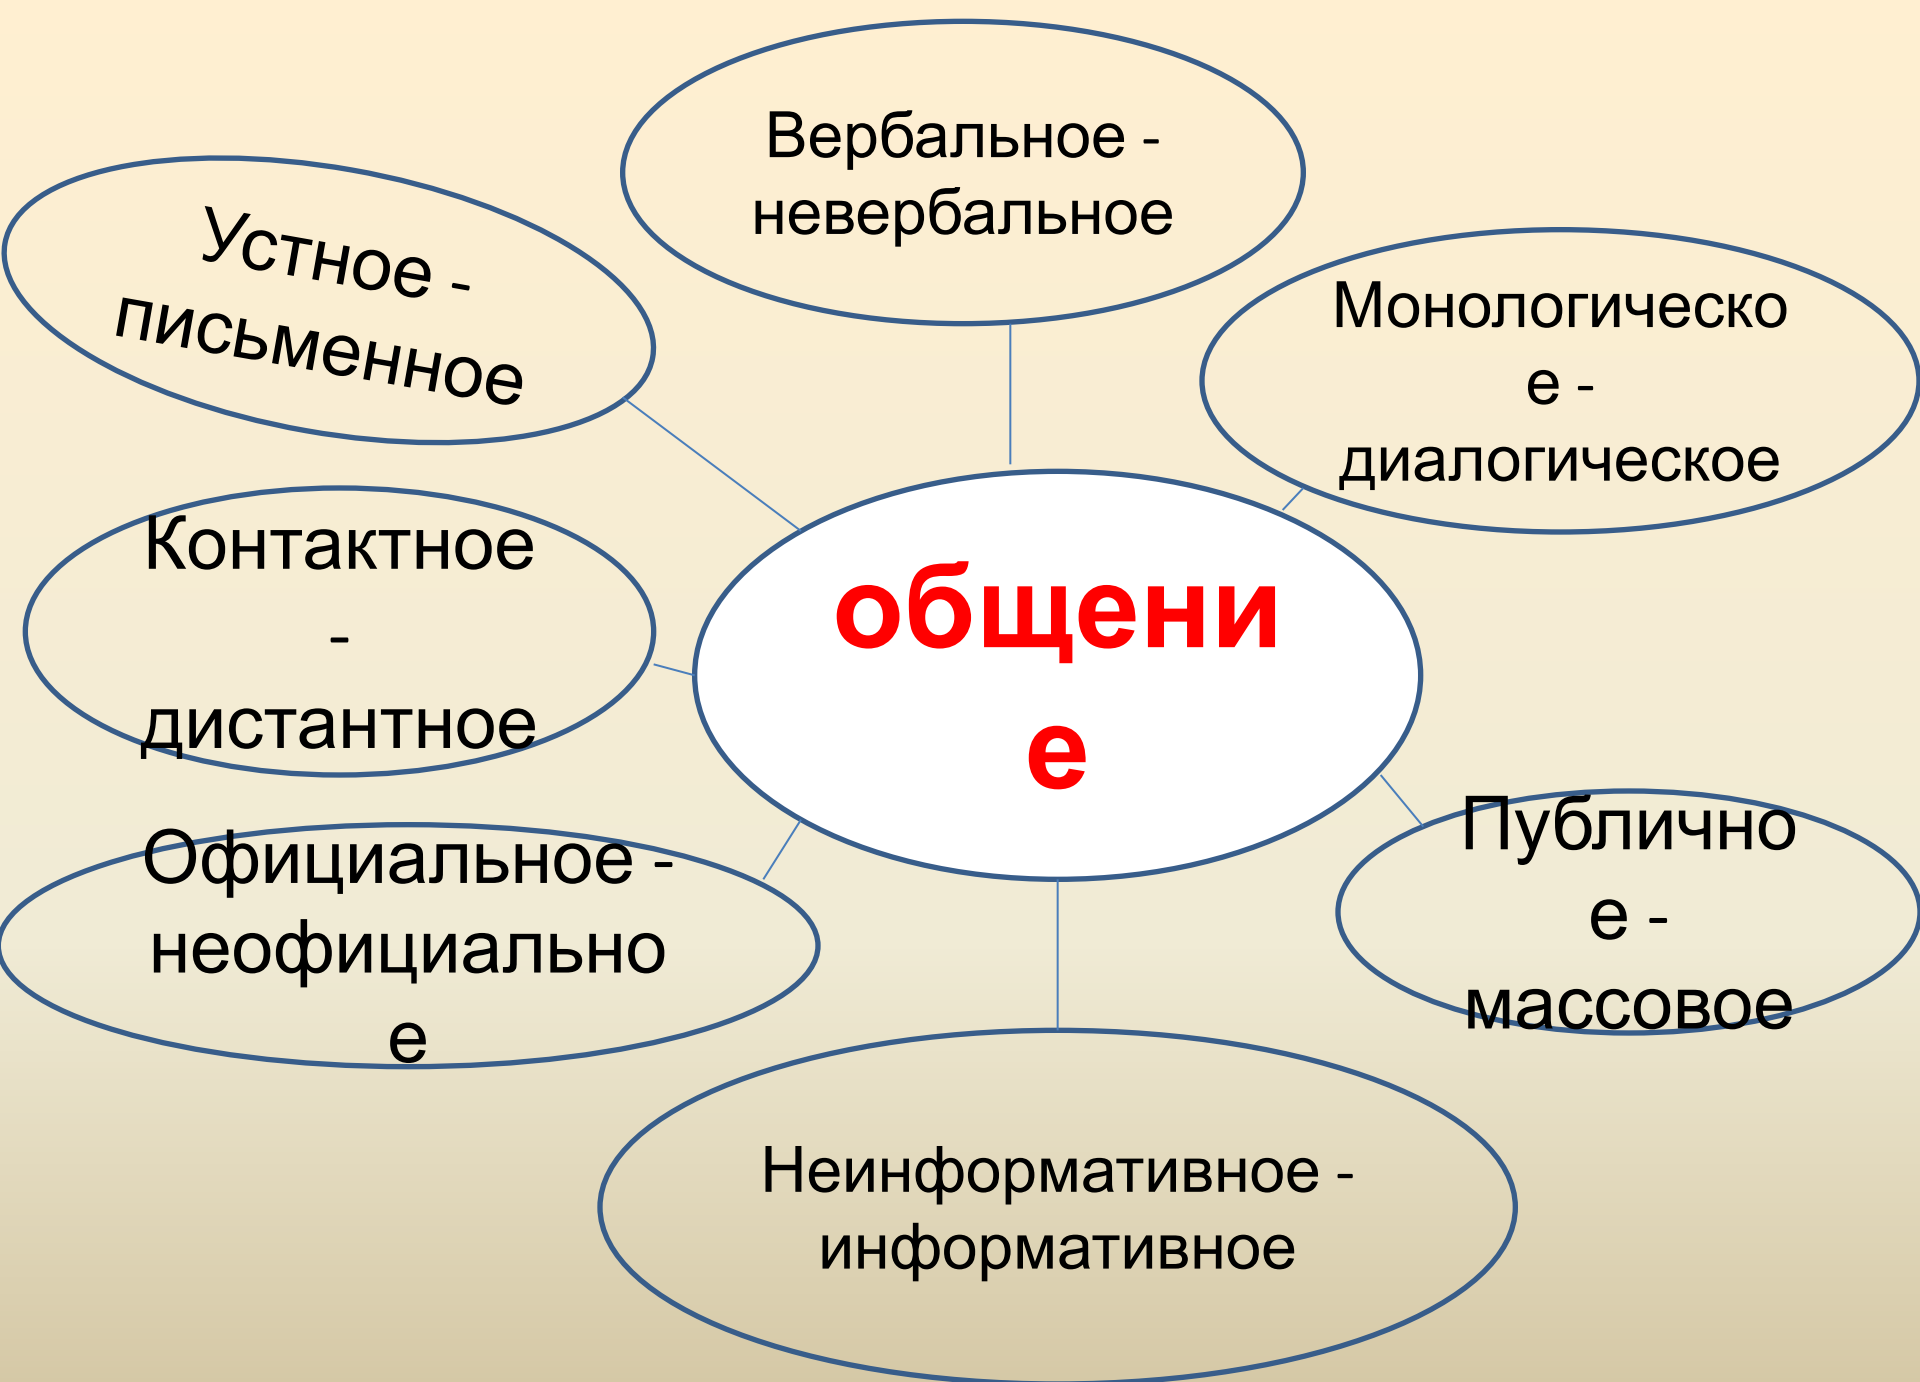 Вербальное -
невербальное
Устное -
письменное
Монологическо
е -
диалогическое
Контактное
-
дистантное
общени
е
Публично
е -
массовое
Официальное -
неофициально
е
Неинформативное -
информативное